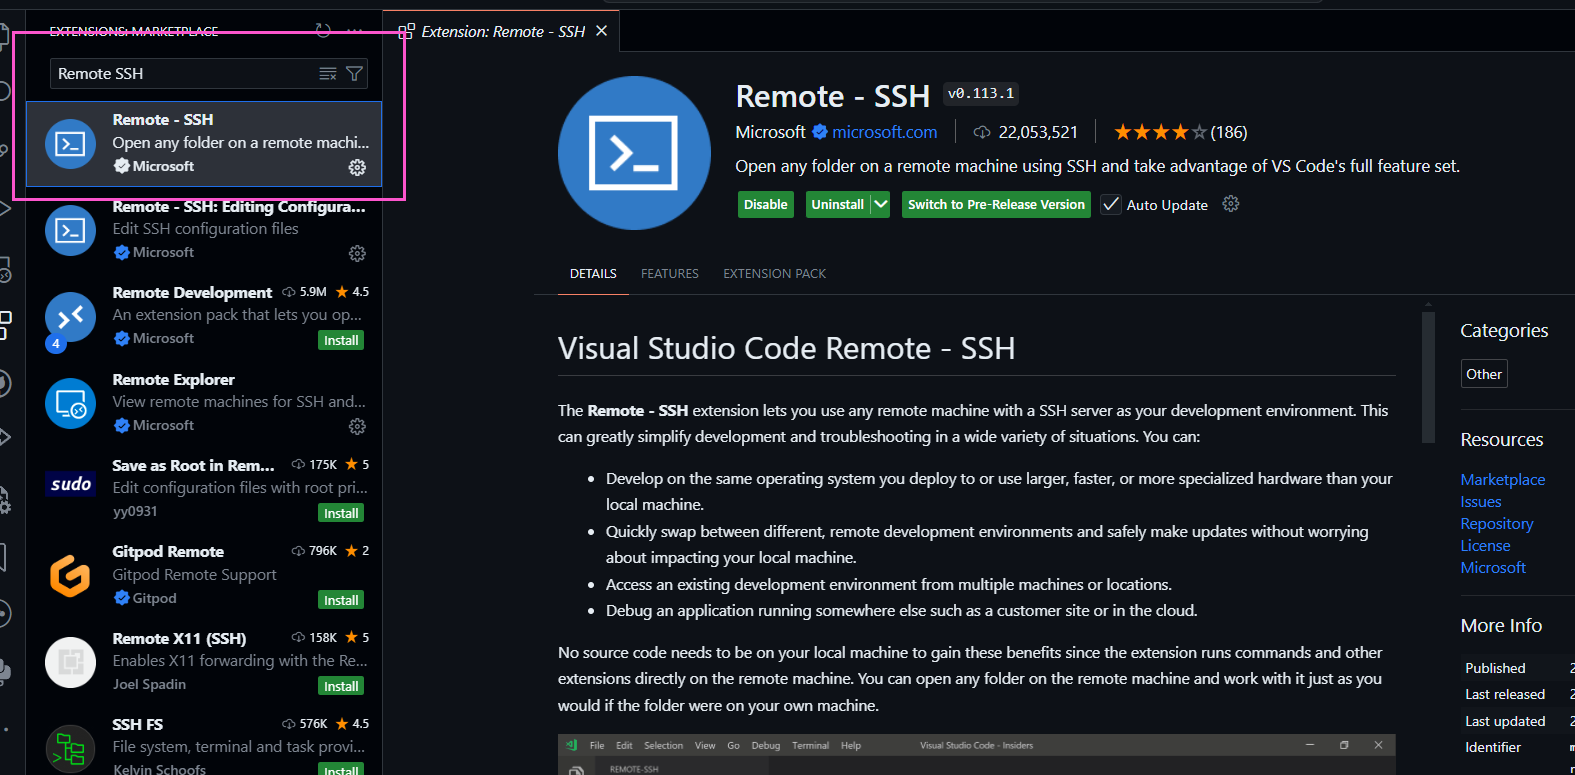 EXTENSIONS: MARKETPLACE
Remote SSH
Remote - SSH
Open any folder on a remote machi...
Microsoft
Remote - SSH: Editing Configura...
Edit SSH configuration files
Microsoft
Remote Development 5.9M 4.5
An extension pack that lets you op...
4
Microsoft Install
Remote Explorer
View remote machines for SSH and...
Microsoft
Save as Root in Rem... 175K 5
sudo
Edit configuration files with root pri...
yy0931 Install
Gitpod Remote 796K 2
Gitpod Remote Support
Gitpod Install
Remote X11 (SSH) 158K 5
Enables X11 forwarding with the Re...
Joel Spadin Install
SSH FS 576K 4.5
File system, terminal and task provi...
Kelvin Schoofs Install
Extension: Remote - SSH
Remote - SSH v0.113.1
Microsoft microsoft.com 22,053,521 (186)
Open any folder on a remote machine using SSH and take advantage of VS Code's full feature set.
Disable Uninstall Switch to Pre-Release Version Auto Update
DETAILS FEATURES EXTENSION PACK
Visual Studio Code Remote - SSH
The Remote - SSH extension lets you use any remote machine with a SSH server as your development environment. This
can greatly simplify development and troubleshooting in a wide variety of situations. You can:
• Develop on the same operating system you deploy to or use larger, faster, or more specialized hardware than your
local machine.
• Quickly swap between different, remote development environments and safely make updates without worrying
about impacting your local machine.
• Access an existing development environment from multiple machines or locations.
• Debug an application running somewhere else such as a customer site or in the cloud.
No source code needs to be on your local machine to gain these benefits since the extension runs commands and other
extensions directly on the remote machine. You can open any folder on the remote machine and work with it just as you
would if the folder were on your own machine.
File Edit Selection View Go Debug Terminal Help Visual Studio Code - Insiders
REMOTE-SSH
Categories
Other
Resources
Marketplace
Issues
Repository
License
Microsoft
More Info
Published
Last released
Last updated
Identifier